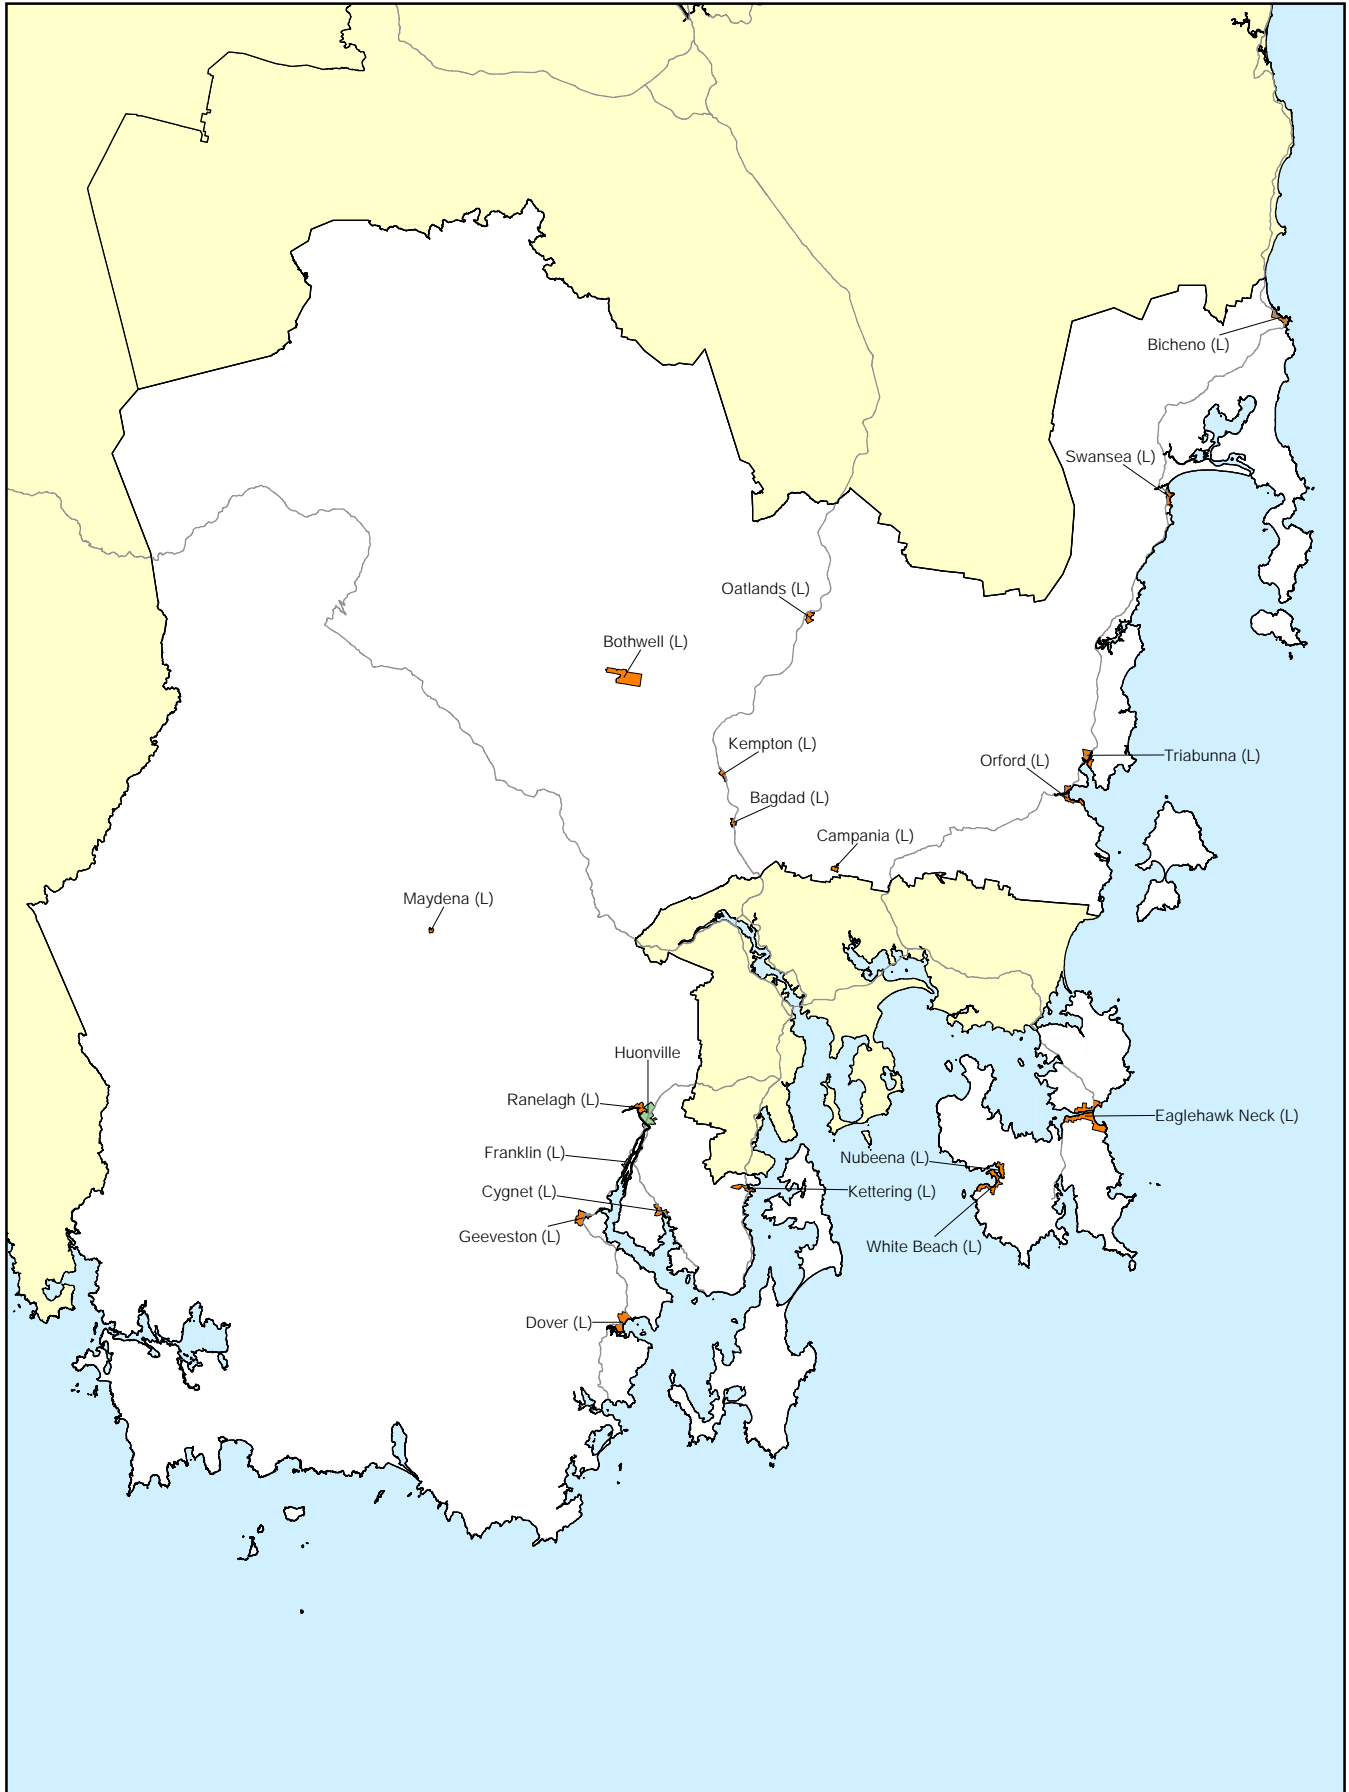 Bicheno (L)
Swansea (L)
Oatlands (L)
Bothwell (L)
Kempton (L)
Triabunna (L)
Orford (L)
Bagdad (L)
Campania (L)
Maydena (L)
Huonville
Ranelagh (L)
Eaglehawk Neck (L)
Franklin (L)
Nubeena (L)
Cygnet (L)
Kettering (L)
Geeveston (L)
White Beach (L)
Dover (L)